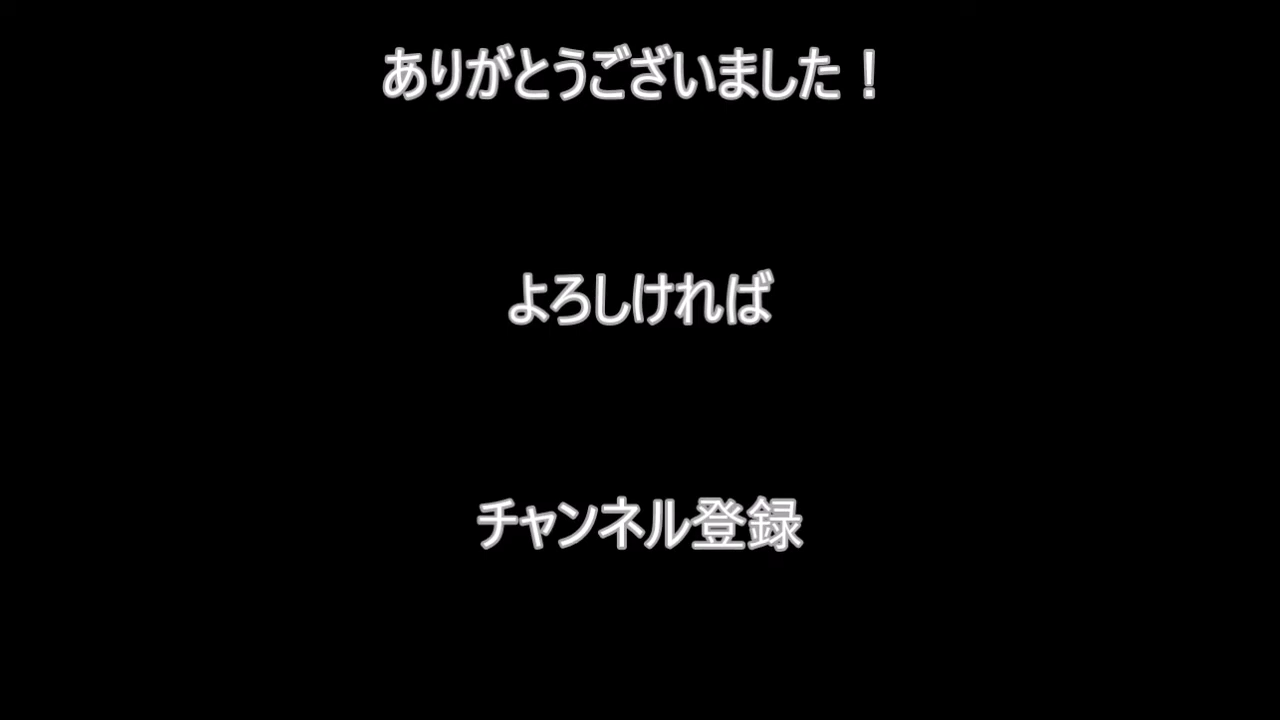 ありがとうございました！
よろしければ
チャンネル登録